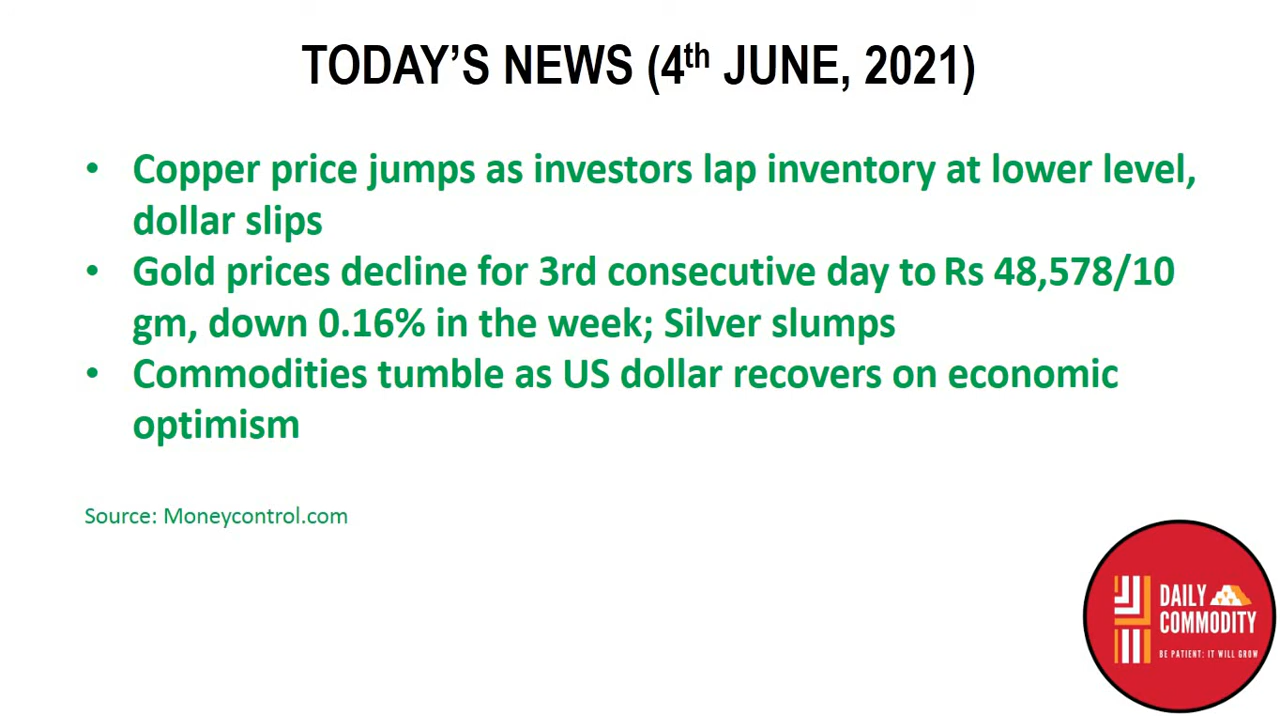 TODAY'S NEWS (4th JUNE, 2021)
• Copper price jumps as investors lap inventory at lower level,
dollar slips
• Gold prices decline for 3rd consecutive day to Rs 48,578/10
gm, down 0.16% in the week; Silver slumps
• Commodities tumble as US dollar recovers on economic
optimism
Source: Moneycontrol.com
DAILY
COMMODITY
BE PATIENT: IT WILL GROW